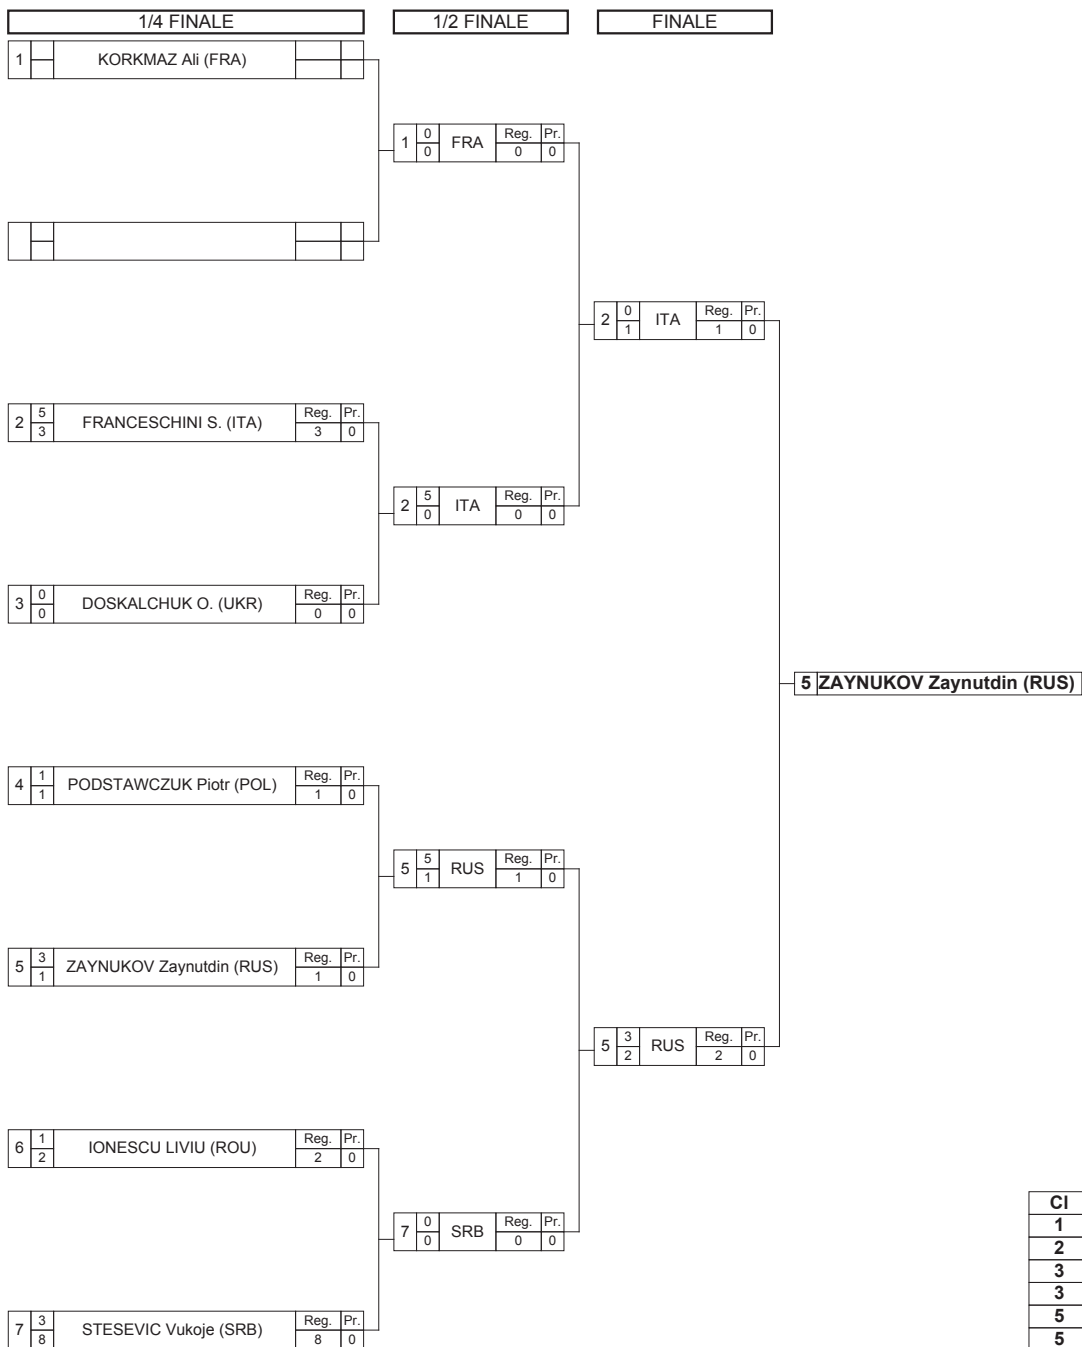 1/4 FINALE 1/2 FINALE FINALE
1 KORKMAZ Ali (FRA)
0 Reg. Pr.
1 FRA
0 0 0
0 Reg. Pr.
2 ITA
1 1 0
5 Reg. Pr.
2 FRANCESCHINI S. (ITA)
3 3 0
5 Reg. Pr.
2 ITA
0 0 0
0 Reg. Pr.
3 DOSKALCHUK O. (UKR)
0 0 0
5 ZAYNUKOV Zaynutdin (RUS)
1 Reg. Pr.
4 PODSTAWCZUK Piotr (POL)
1 1 0
5 Reg. Pr.
5 RUS
1 1 0
3 Reg. Pr.
5 ZAYNUKOV Zaynutdin (RUS)
1 1 0
3 Reg. Pr.
5 RUS
2 2 0
1 Reg. Pr.
6 IONESCU LIVIU (ROU)
2 2 0
0 Reg. Pr.
7 SRB
0 0 0
3 Reg. Pr.
7 STESEVIC Vukoje (SRB)
8 8 0
Cl
1
2
3
3
5
5